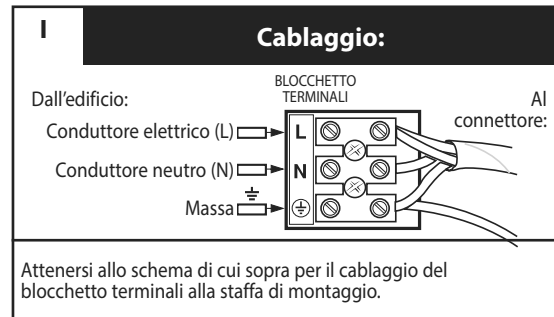 I
Cablaggio:
BLOCCHETTO
TERMINALI
Dall'edificio:
Al
connettore:
Conduttore elettrico (L)
L
Conduttore neutro (N)
N
Massa
Attenersi allo schema di cui sopra per il cablaggio del
blocchetto terminali alla staffa di montaggio.